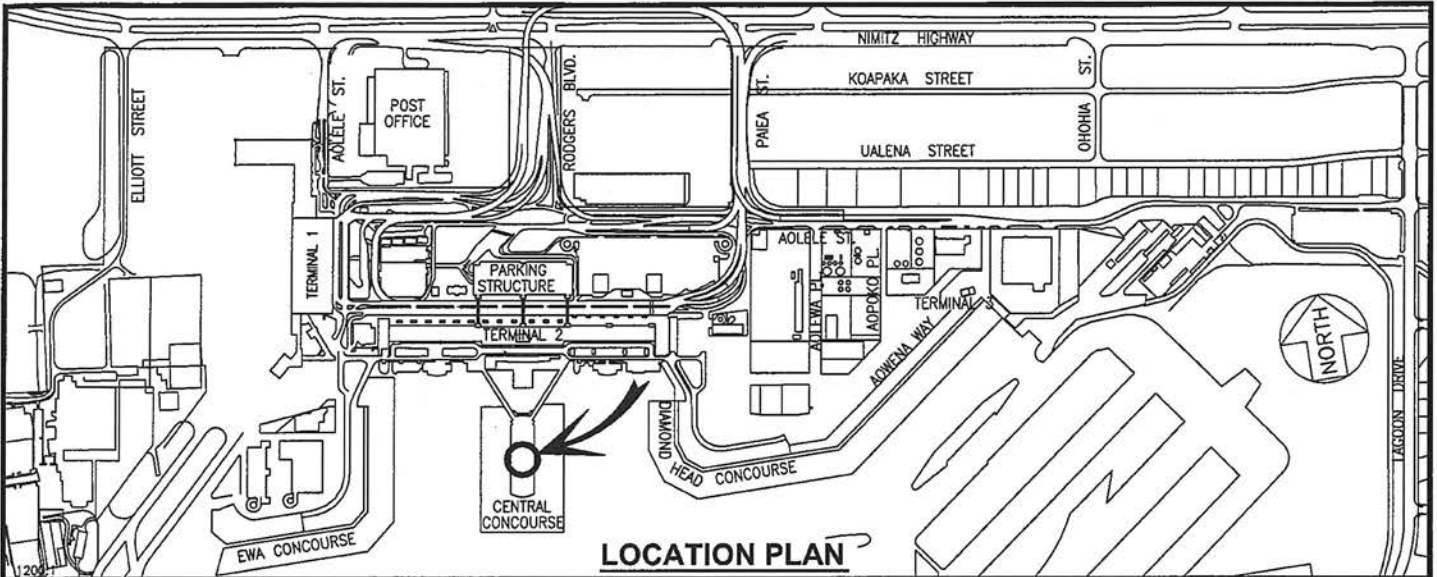 NIMITZ HIGHWAY
KOAPAKA STREET
UALENA STREET
ELLIOTT STREET
AOLELE ST.
POST
OFFICE
RODGERS BLVD.
PAIEA ST.
OHOHIA ST.
TERMINAL 1
PARKING
STRUCTURE
TERMINAL 2
AOLELE ST.
AOPOKO PL.
AOWENA WAY
TERMINAL 3
NORTH
LAGOON DRIVE
DIAMOND
HEAD CONCOURSE
CENTRAL
CONCOURSE
EWA CONCOURSE
LOCATION PLAN
1200:1